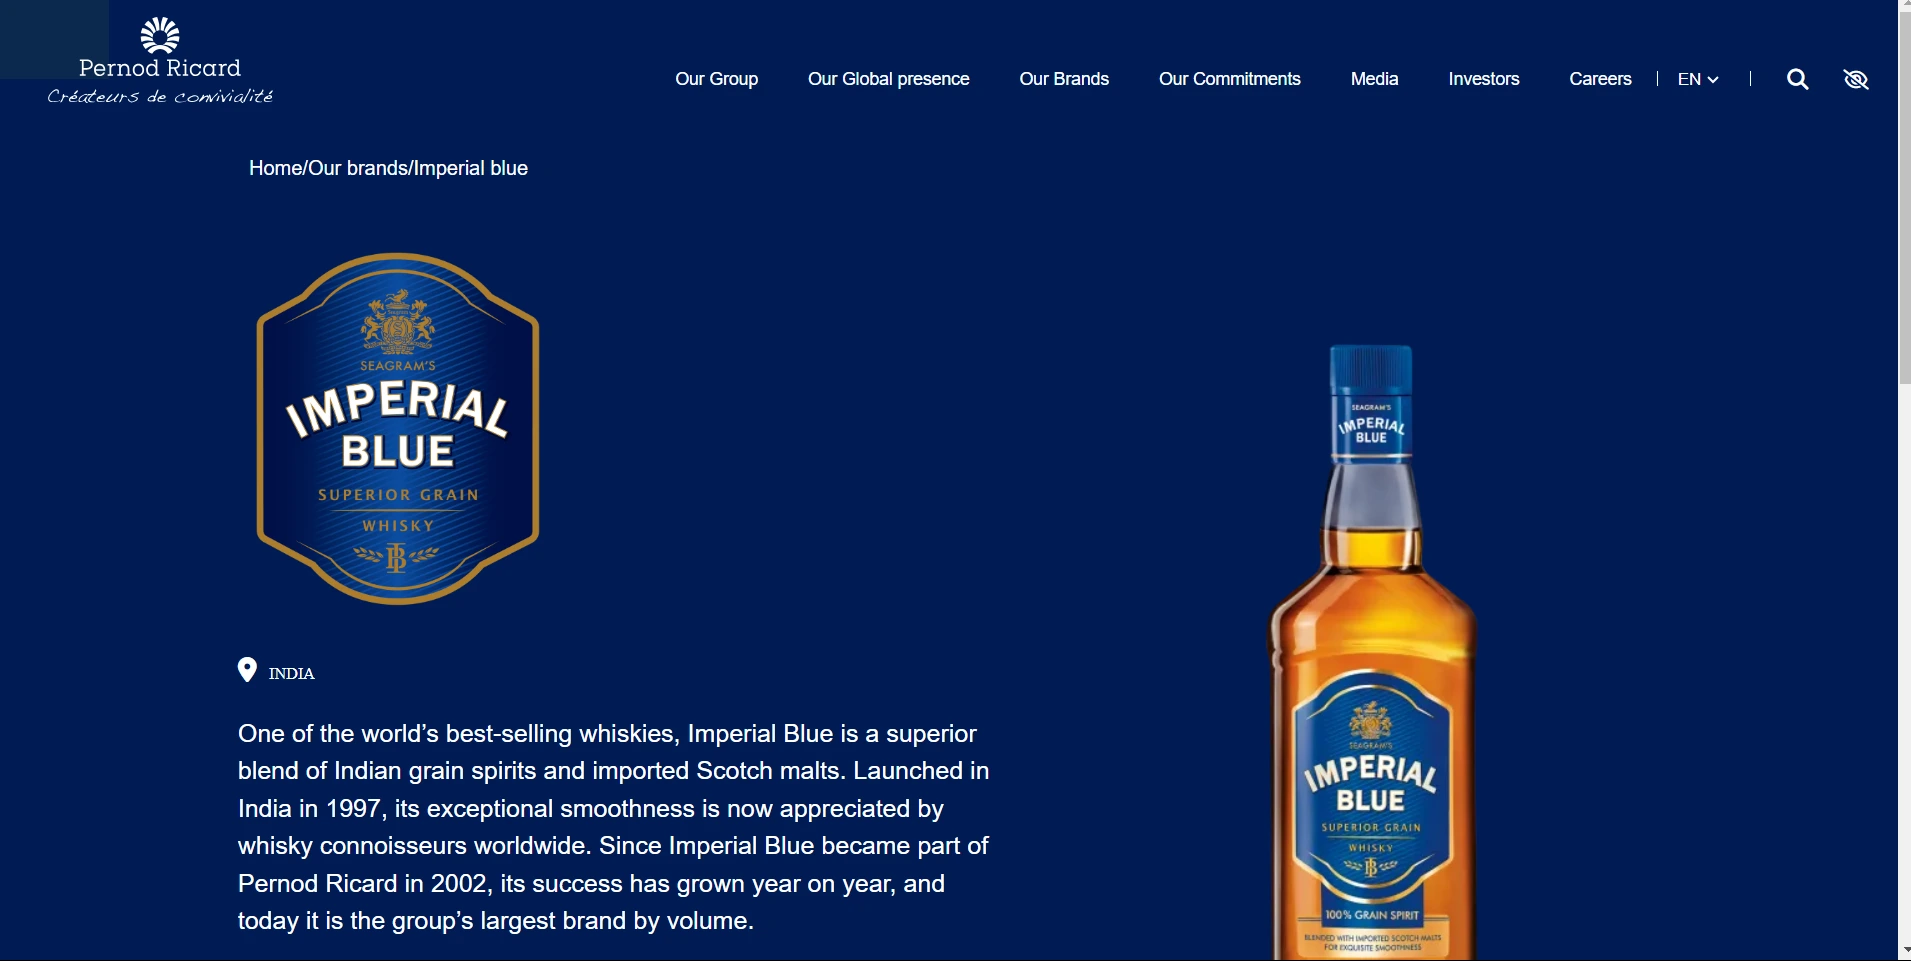 Pernod Ricard
Créateurs de convivialité
Our Group
Our Global presence
Our Brands
Our Commitments
Media
Investors
Careers
EN
Home/Our brands/Imperial blue
SEAGRAM'S
IMPERIAL
BLUE
SUPERIOR GRAIN
WHISKY
INDIA
One of the world’s best-selling whiskies, Imperial Blue is a superior
blend of Indian grain spirits and imported Scotch malts. Launched in
India in 1997, its exceptional smoothness is now appreciated by
whisky connoisseurs worldwide. Since Imperial Blue became part of
Pernod Ricard in 2002, its success has grown year on year, and
today it is the group’s largest brand by volume.
SEAGRAM'S
IMPERIAL
BLUE
SEAGRAM'S
IMPERIAL
BLUE
SUPERIOR GRAIN
WHISKY
100% GRAIN SPIRIT
BLENDED WITH IMPORTED SCOTCH MALTS
FOR EXQUISITE SMOOTHNESS